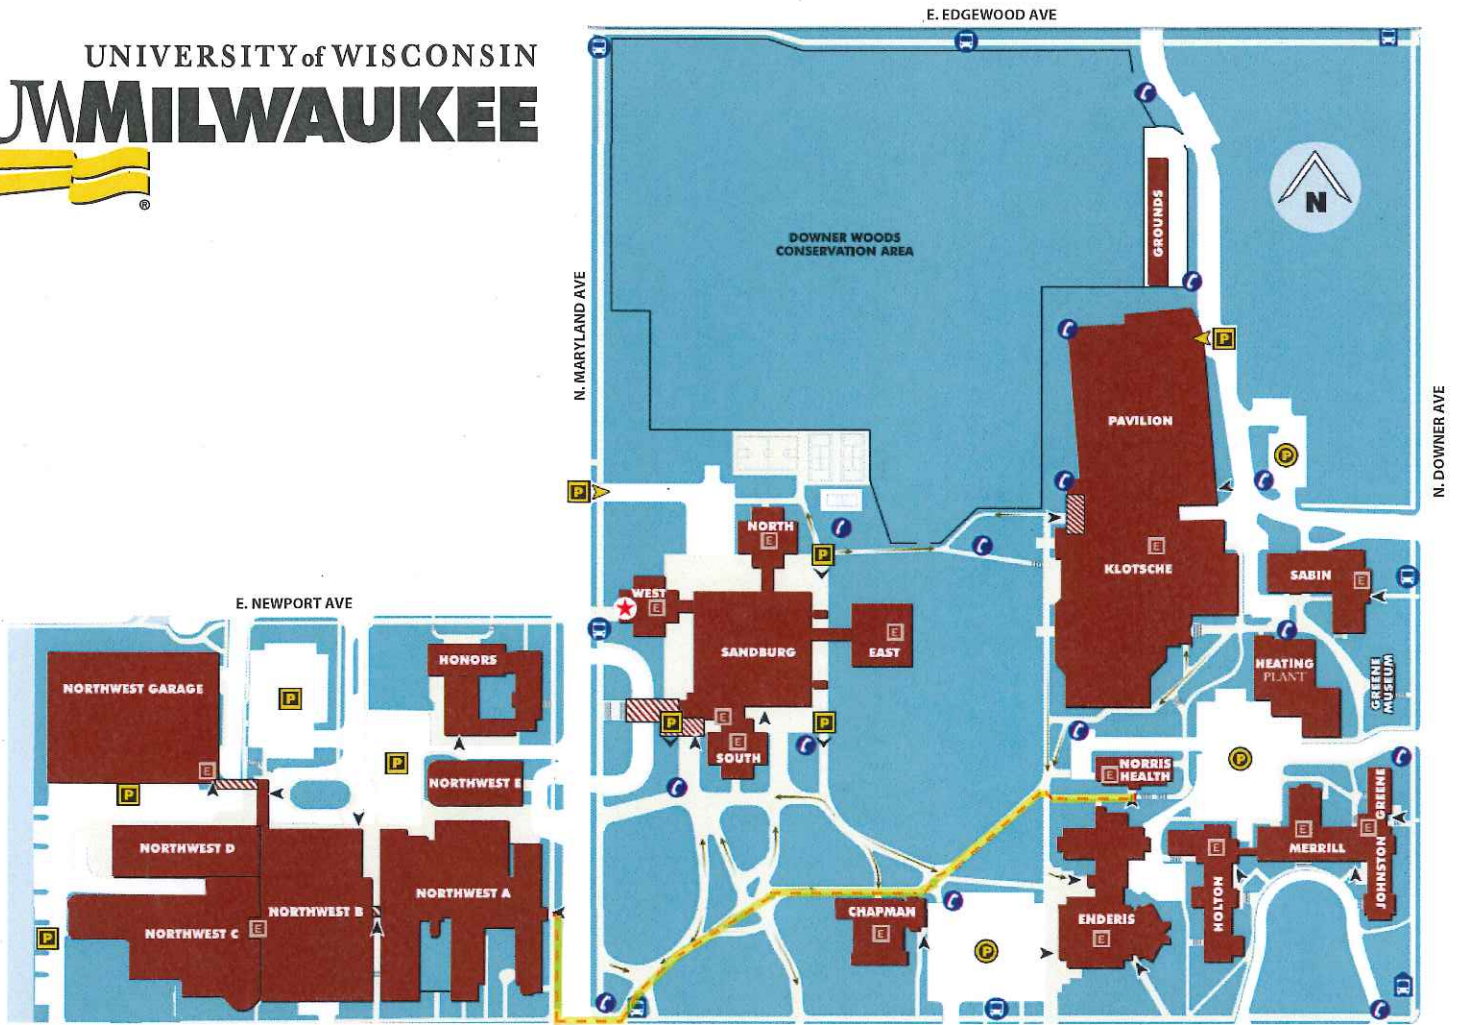 E. EDGEWOOD AVE
UNIVERSITY of WISCONSIN
UWMILWAUKEE
®
N
GROUNDS
DOWNER WOODS
CONSERVATION AREA
N. MARYLAND AVE
N. DOWNER AVE
P
PAVILION
P
P
NORTH
E
P
KLOTSCHE
E
SABIN
E
WEST
E
E. NEWPORT AVE
SANDBURG
EAST
E
HONORS
HEATING
PLANT
GREENE
MUSEUM
NORTHWEST GARAGE
P
P
E
P
SOUTH
E
P
NORRIS
HEALTH
E
P
E
P
P
NORTHWEST E
GREENE
NORTHWEST D
E
E
MERRILL
E
JOHNSTON
NORTHWEST A
HOLTON
NORTHWEST B
CHAPMAN
E
ENDERIS
E
NORTHWEST C
E
P
P